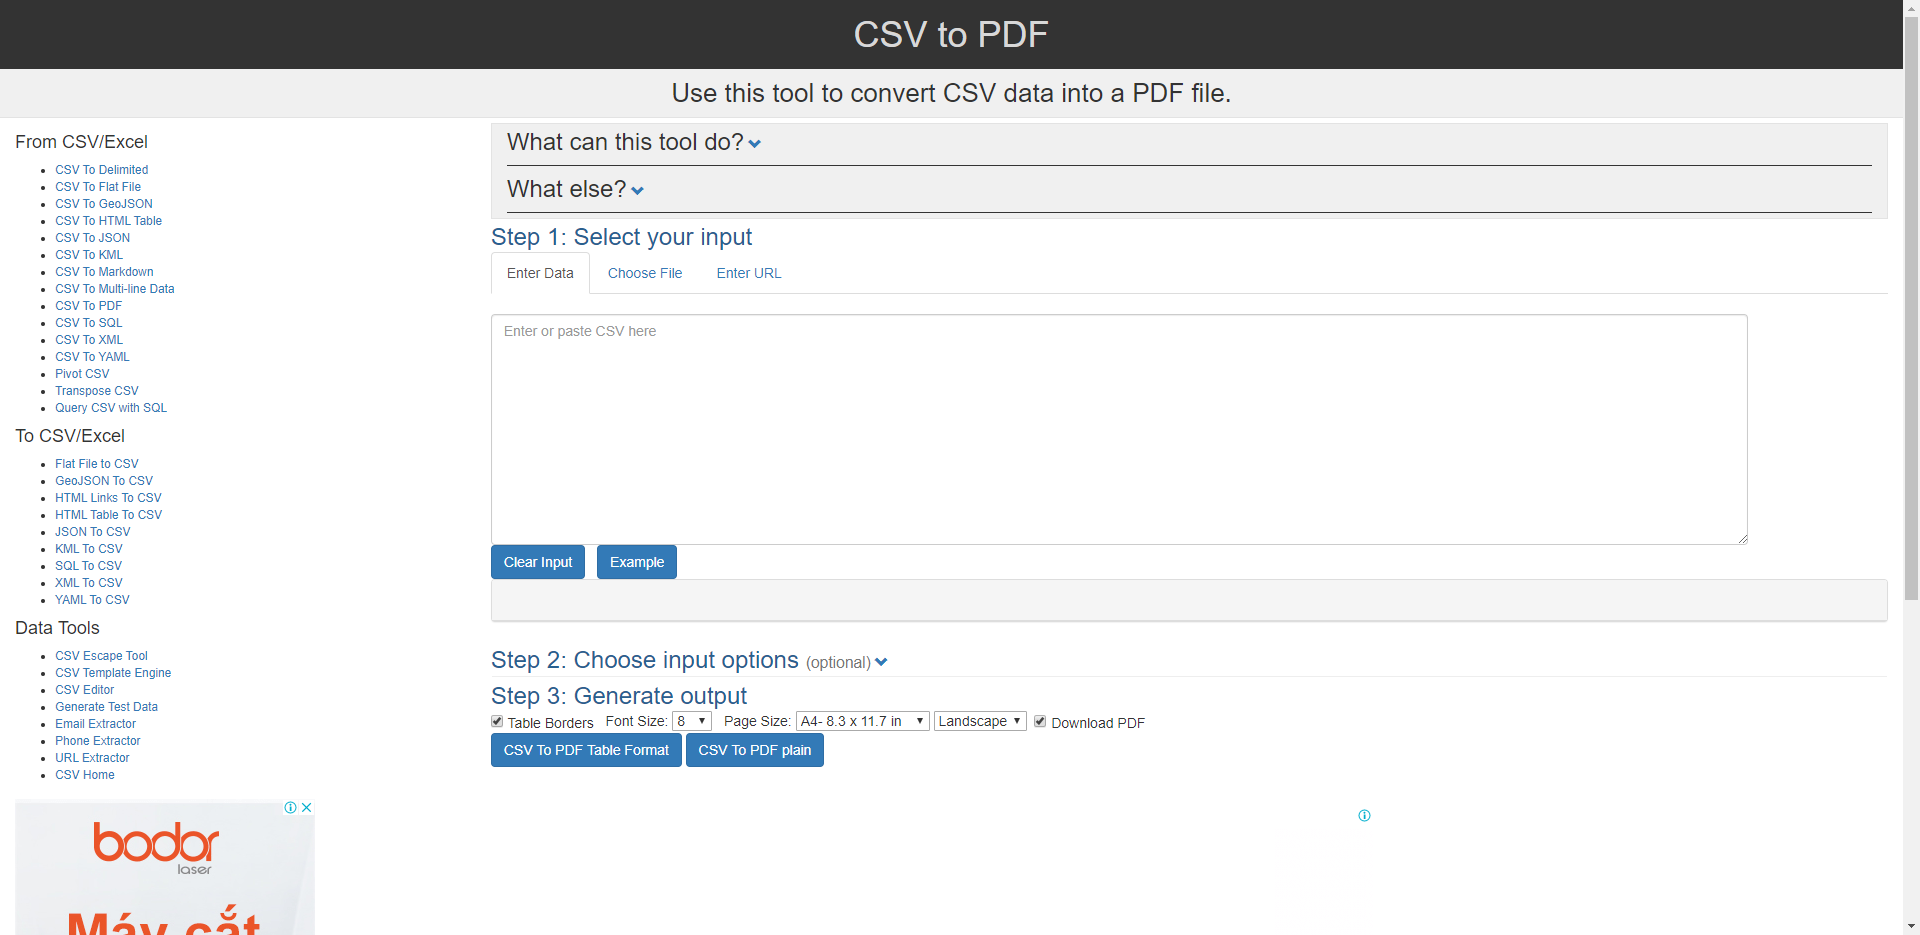 CSV to PDF
Use this tool to convert CSV data into a PDF file.
From CSV/Excel
CSV To Delimited
CSV To Flat File
CSV To GeoJSON
CSV To HTML Table
CSV To JSON
CSV To KML
CSV To Markdown
CSV To Multi-line Data
CSV To PDF
CSV To SQL
CSV To XML
CSV To YAML
Pivot CSV
Transpose CSV
Query CSV with SQL
To CSV/Excel
Flat File to CSV
GeoJSON To CSV
HTML Links To CSV
HTML Table To CSV
JSON To CSV
KML To CSV
SQL To CSV
XML To CSV
YAML To CSV
Data Tools
CSV Escape Tool
CSV Template Engine
CSV Editor
Generate Test Data
Email Extractor
Phone Extractor
URL Extractor
CSV Home
bodor
laser
Máy cắt
What can this tool do?
What else?
Step 1: Select your input
Enter Data Choose File Enter URL
Enter or paste CSV here
Clear Input Example
Step 2: Choose input options (optional)
Step 3: Generate output
Table Borders Font Size: 8 Page Size: A4- 8.3 x 11.7 in Landscape Download PDF
CSV To PDF Table Format CSV To PDF plain